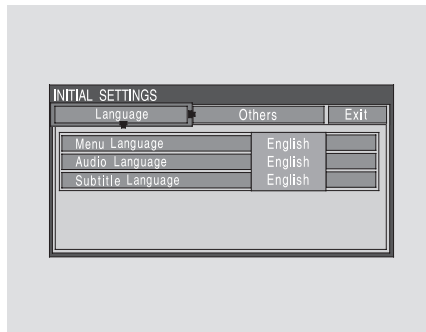 INITIAL SETTINGS
Language Others Exit
Menu Language English
Audio Language English
Subtitle Language English